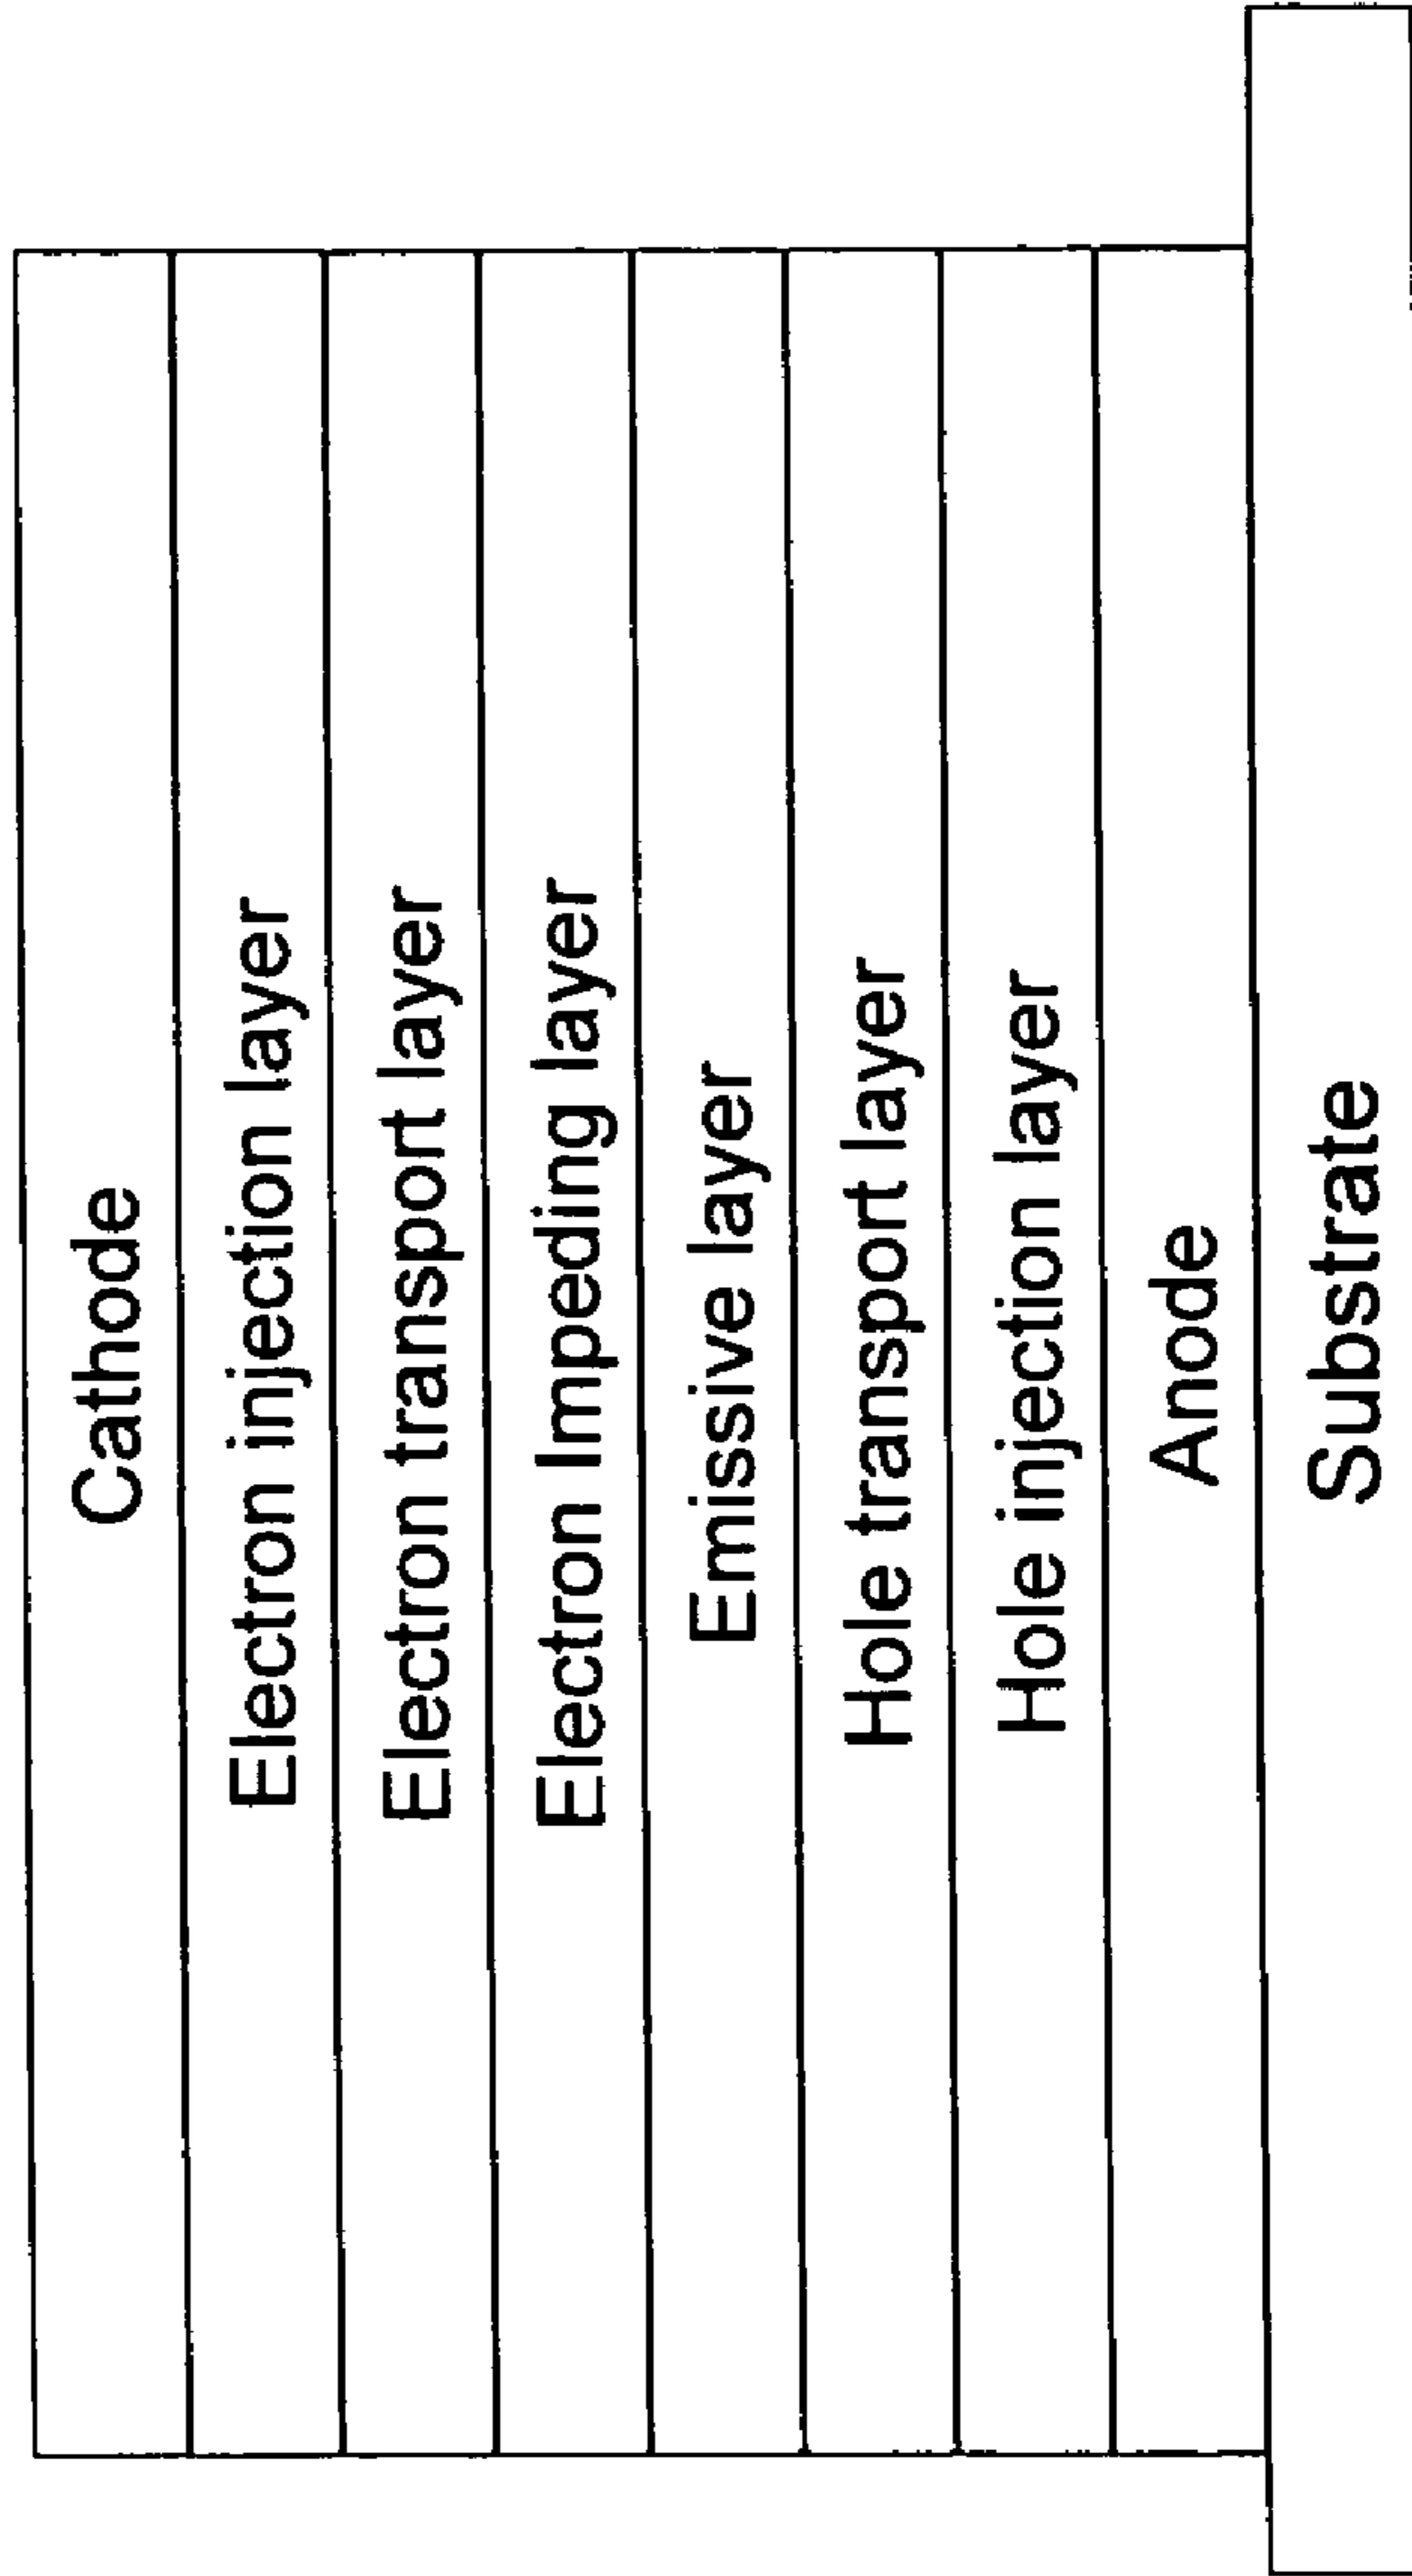 Cathode
Electron injection layer
Electron transport layer
Electron Impeding layer
Emissive layer
Hole transport layer
Hole injection layer
Anode
Substrate